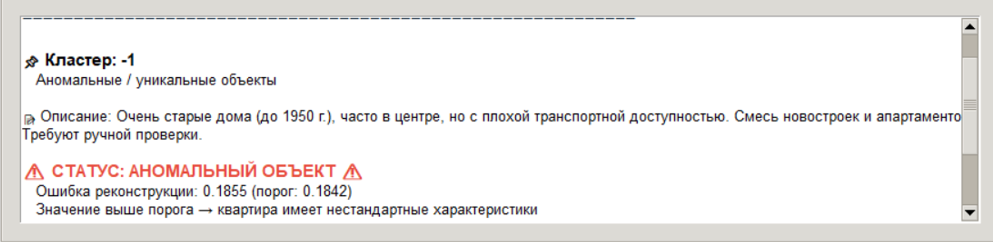 Кластер: -1
Аномальные / уникальные объекты
Описание: Очень старые дома (до 1950 г.), часто в центре, но с плохой транспортной доступностью. Смесь новостроек и апартаменто
Требуют ручной проверки.
⚠ СТАТУС: АНОМАЛЬНЫЙ ОБЪЕКТ ⚠
Ошибка реконструкции: 0.1855 (порог: 0.1842)
Значение выше порога → квартира имеет нестандартные характеристики